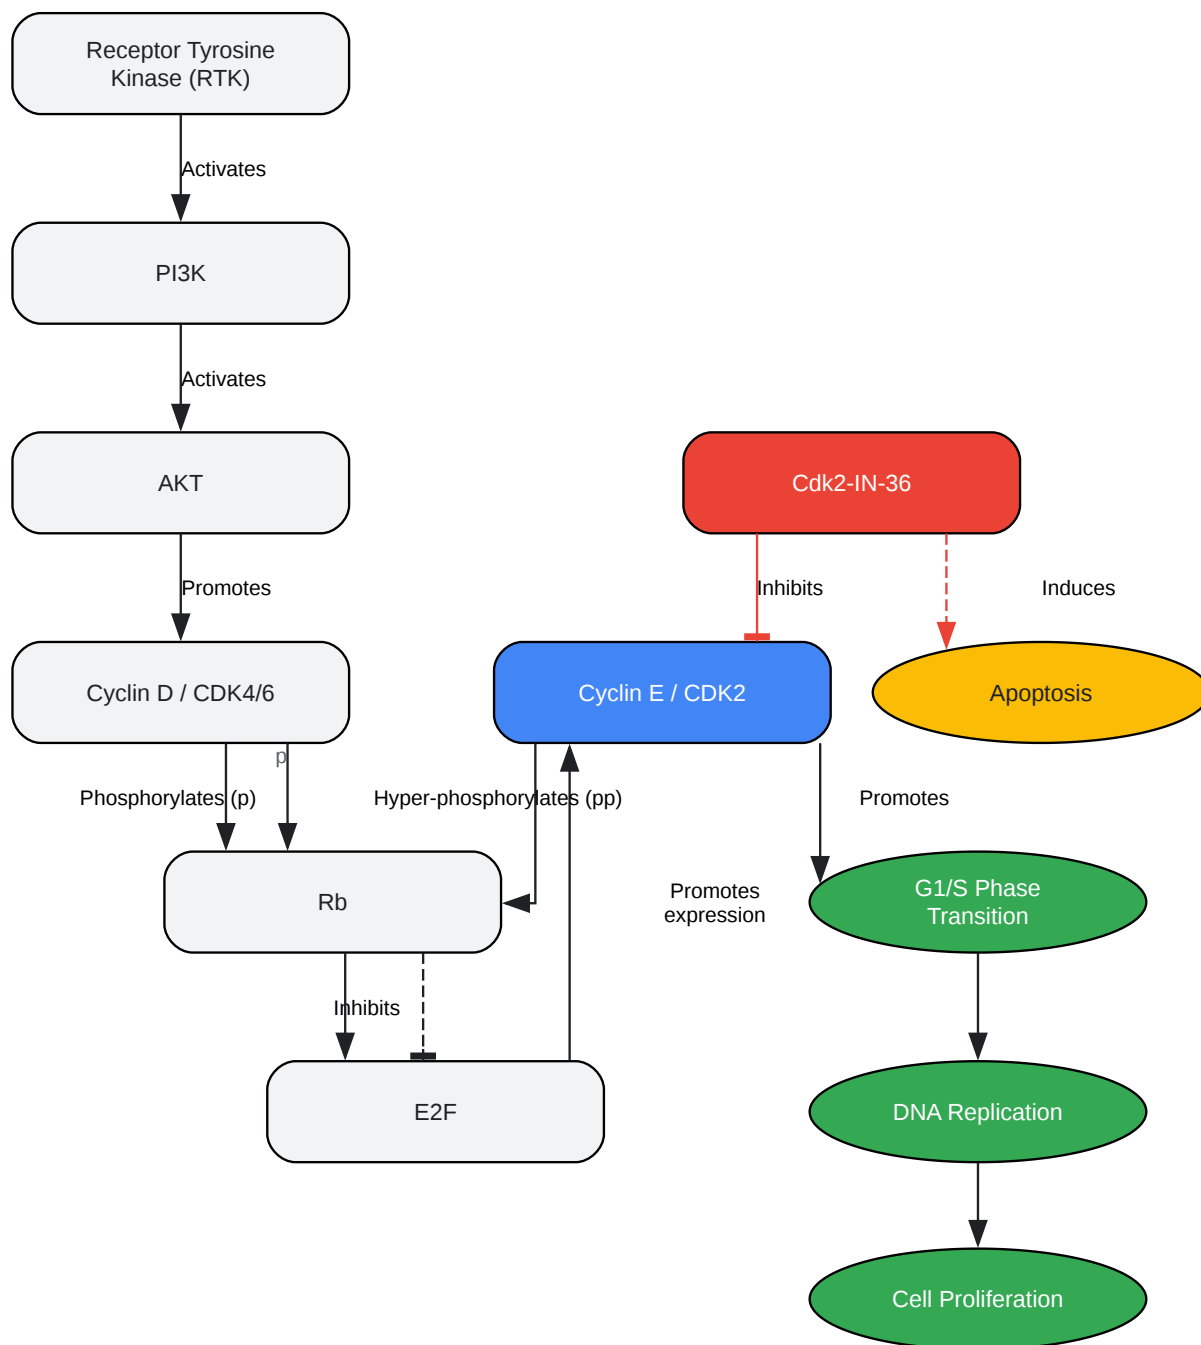 Receptor Tyrosine
Kinase (RTK)
Activates
PI3K
Activates
AKT
Cdk2-IN-36
Promotes
Inhibits
Induces
Cyclin D / CDK4/6
Cyclin E / CDK2
Apoptosis
p
Phosphorylates (p)
Hyper-phosphorylates (pp)
Promotes
Rb
Promotes
expression
G1/S Phase
Transition
Inhibits
E2F
DNA Replication
Cell Proliferation